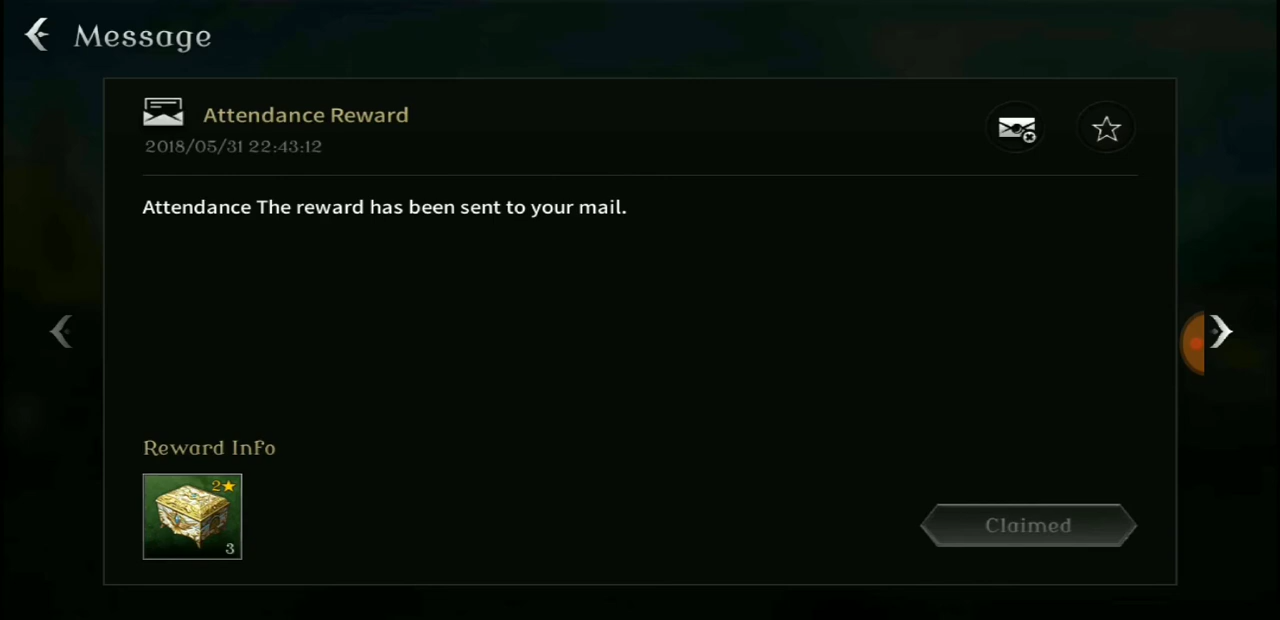 Message
Attendance Reward
2018/05/31 22:43:12
Attendance The reward has been sent to your mail.
Reward Info
2★
3
Claimed